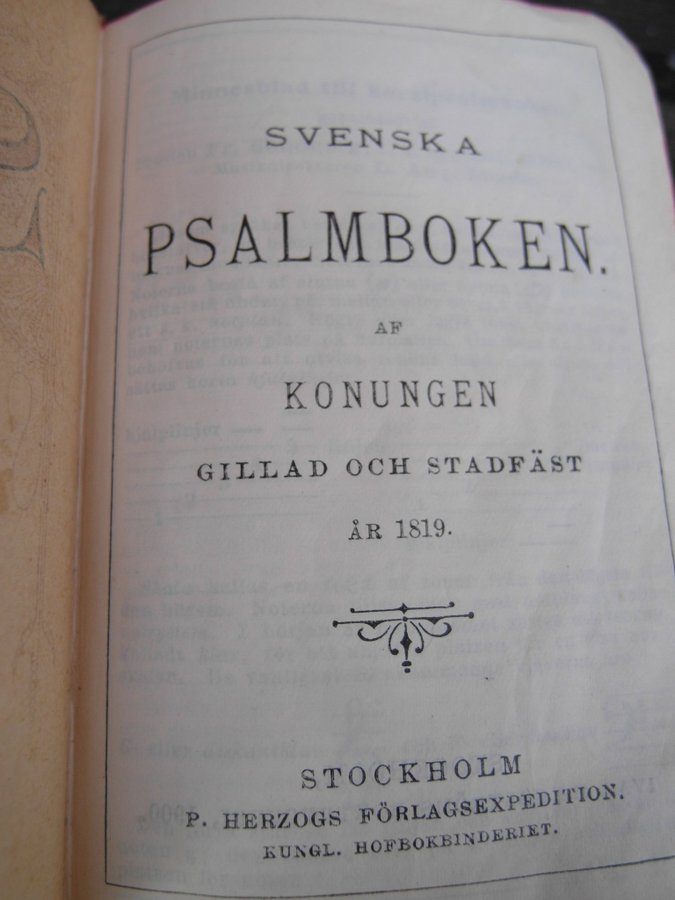 SVENSKA
PSALMBOKEN.
AF
KONUNGEN
GILLAD OCH STADFÄST
ÅR 1819.
STOCKHOLM
P. HERZOGS FÖRLAGSEXPEDITION.
KUNGL. HOFBOKBINDERIET.